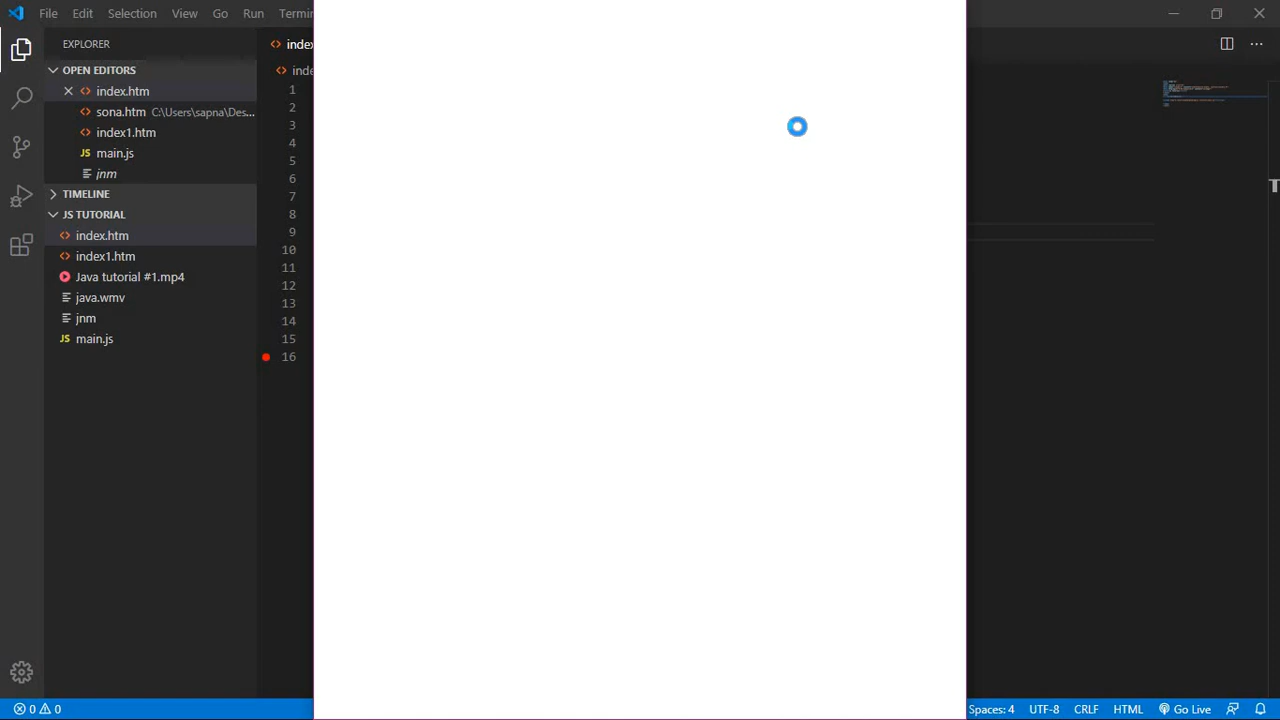 File Edit Selection View Go Run Termin
EXPLORER
index
OPEN EDITORS
inde
index.htm
sona.htm C:\Users\sapna\Des...
index1.htm
main.js
jnm
TIMELINE
JS TUTORIAL
index.htm
index1.htm
Java tutorial #1.mp4
java.wmv
jnm
main.js
1
2
3
4
5
6
7
8
9
10
11
12
13
14
15
16
0 0
Spaces: 4 UTF-8 CRLF HTML Go Live